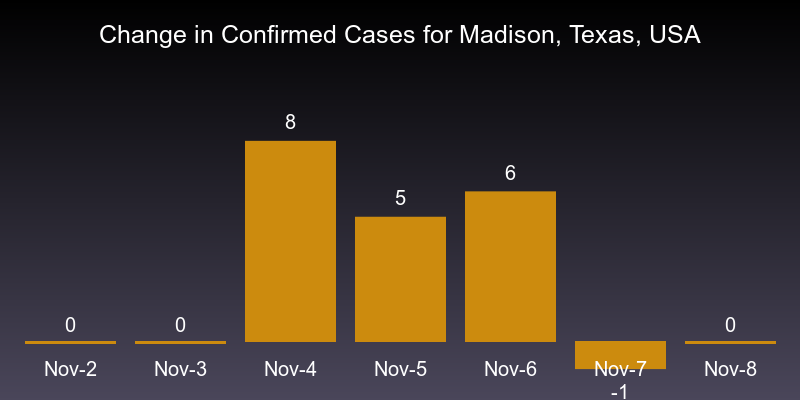 Change in Confirmed Cases for Madison, Texas, USA
8
6
5
0 0 0
Nov-2 Nov-3 Nov-4 Nov-5 Nov-6 Nov-7 Nov-8
-1